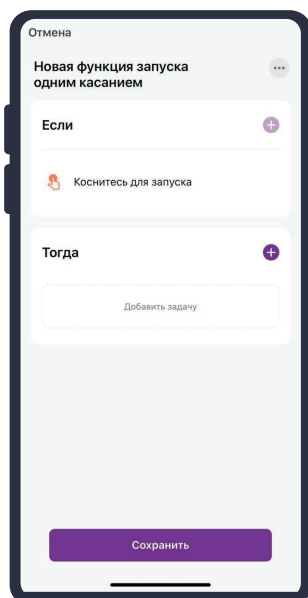 Отмена
Новая функция запуска
одним касанием
Если
Коснитесь для запуска
Тогда
Добавить задачу
Сохранить